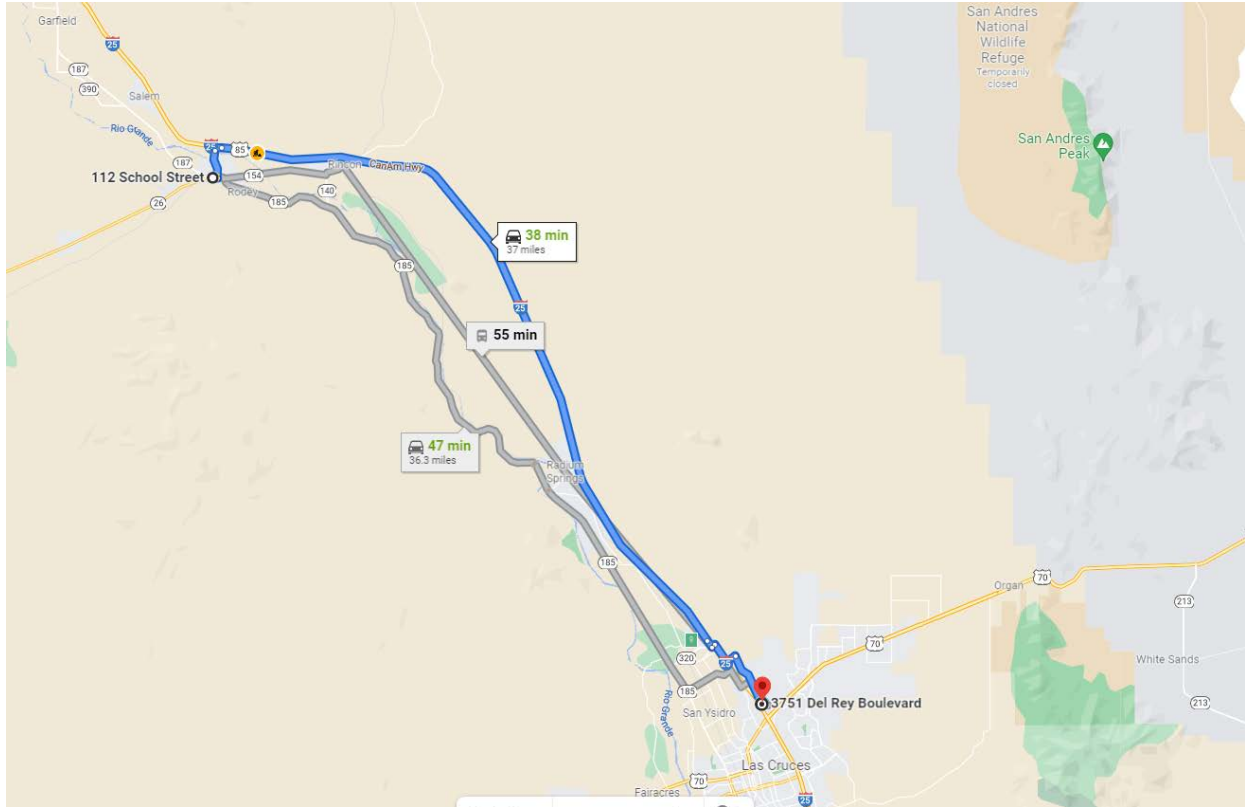 Garfield
San Andres
National
Wildlife
Refuge
Temporarily
closed
25
187
390
Salem
Rio Grande
San Andres
Peak
25
85
187
Rincon
CanAm Hwy
112 School Street
154
Rodey
185
140
26
38 min
37 miles
185
25
55 min
47 min
36.3 miles
Radium
Springs
185
Organ
70
213
70
320
25
White Sands
185
3751 Del Rey Boulevard
213
San Ysidro
Rio Grande
Las Cruces
70
Fairacres
25